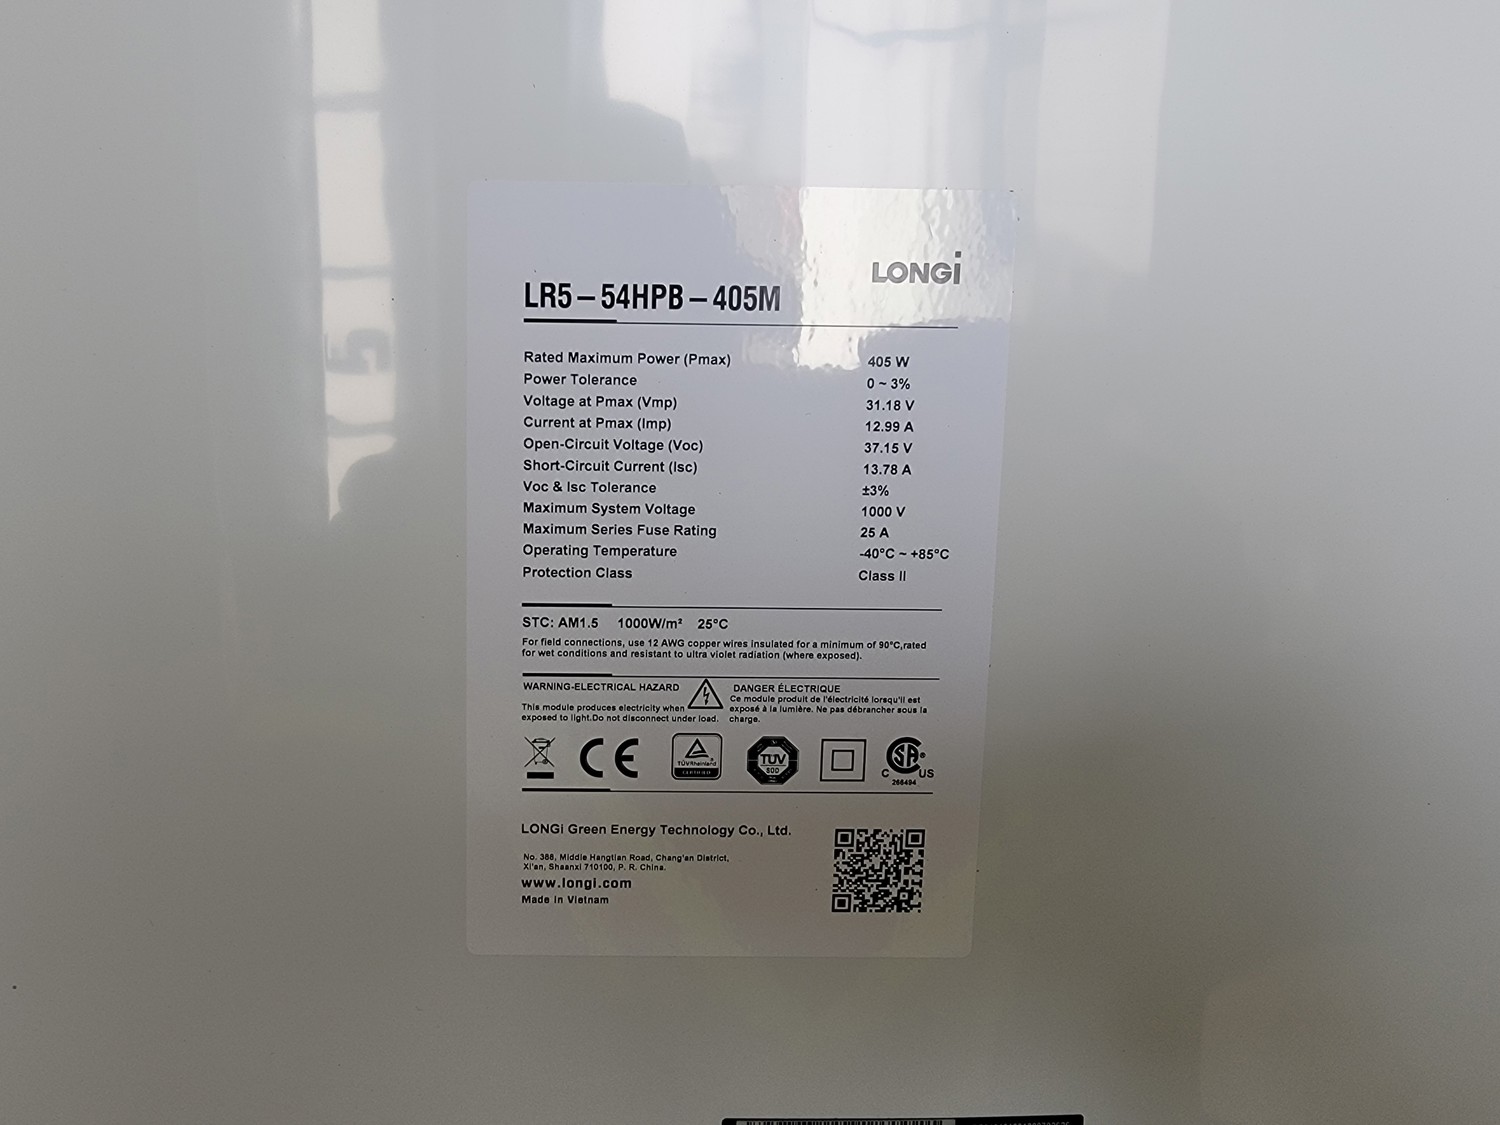 LONGi
LR5-54HPB-405M
Rated Maximum Power (Pmax) 405 W
Power Tolerance 0 ~ 3%
Voltage at Pmax (Vmp) 31.18 V
Current at Pmax (Imp) 12.99 A
Open-Circuit Voltage (Voc) 37.15 V
Short-Circuit Current (Isc) 13.78 A
Voc & Isc Tolerance ±3%
Maximum System Voltage 1000 V
Maximum Series Fuse Rating 25 A
Operating Temperature -40°C ~ +85°C
Protection Class Class II
STC: AM1.5 1000W/m² 25°C
For field connections, use 12 AWG copper wires insulated for a minimum of 90°C,rated
for wet conditions and resistant to ultra violet radiation (where exposed).
WARNING-ELECTRICAL HAZARD
This module produces electricity when
exposed to light.Do not disconnect under load.
DANGER ÉLECTRIQUE
Ce module produit de l'électricité lorsqu'il est
exposé à la lumière. Ne pas débrancher sous la
charge.
CE
TÜVRheinland
CERTIFIED
TÜV
SÜD
SA
C US
266494
LONGi Green Energy Technology Co., Ltd.
No. 388, Middle Hangtian Road, Chang'an District,
Xi'an, Shaanxi 710100, P. R. China.
www.longi.com
Made in Vietnam